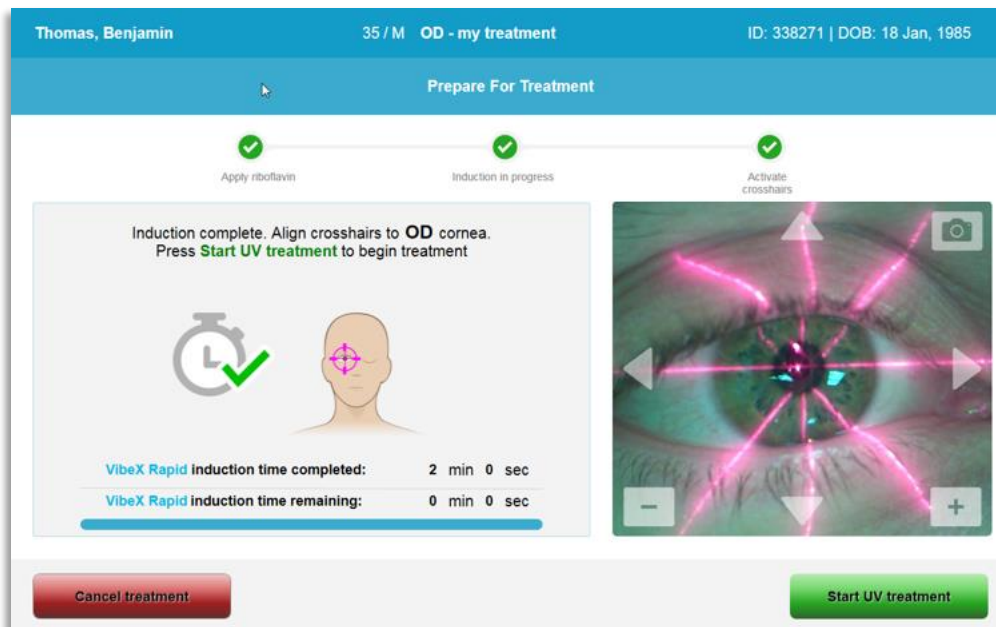 Thomas, Benjamin 35 / M OD - my treatment ID: 338271 | DOB: 18 Jan, 1985
Prepare For Treatment
Apply riboflavin Induction in progress Activate
crosshairs
Induction complete. Align crosshairs to OD cornea.
Press Start UV treatment to begin treatment
VibeX Rapid induction time completed: 2 min 0 sec
VibeX Rapid induction time remaining: 0 min 0 sec
Cancel treatment Start UV treatment